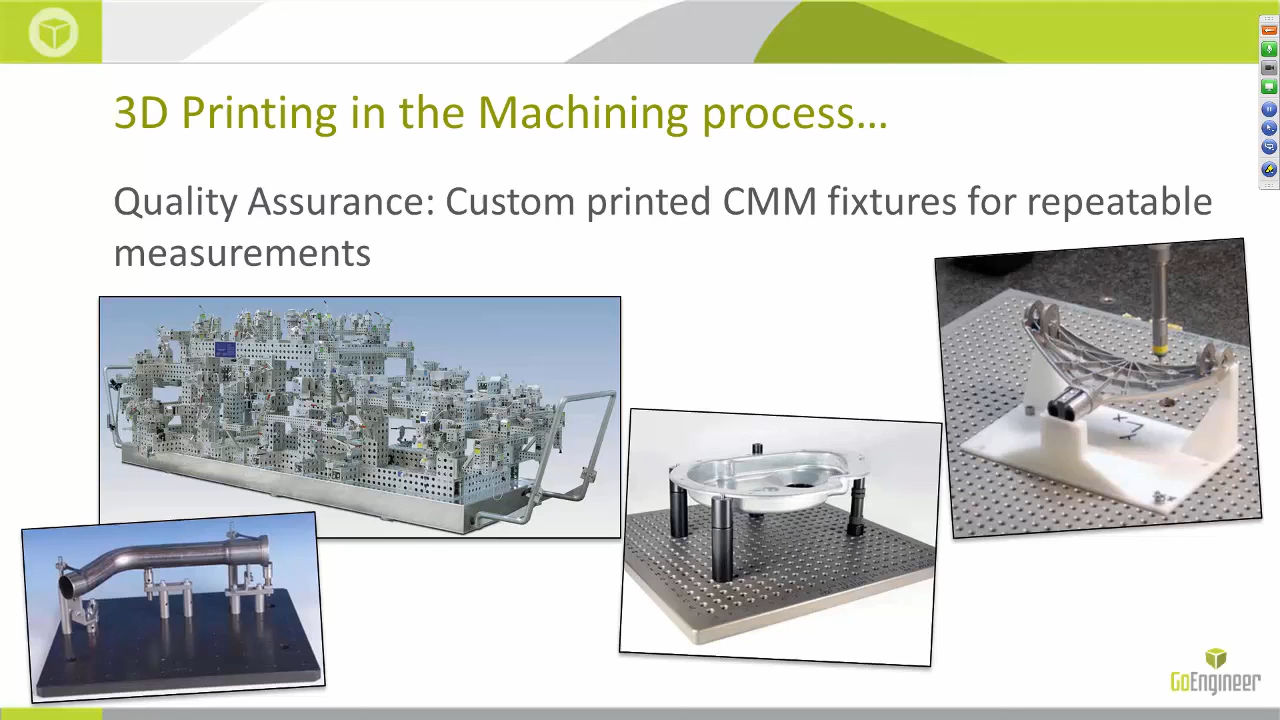 3D Printing in the Machining process…
Quality Assurance: Custom printed CMM fixtures for repeatable
measurements
X
Y
GoEngineer